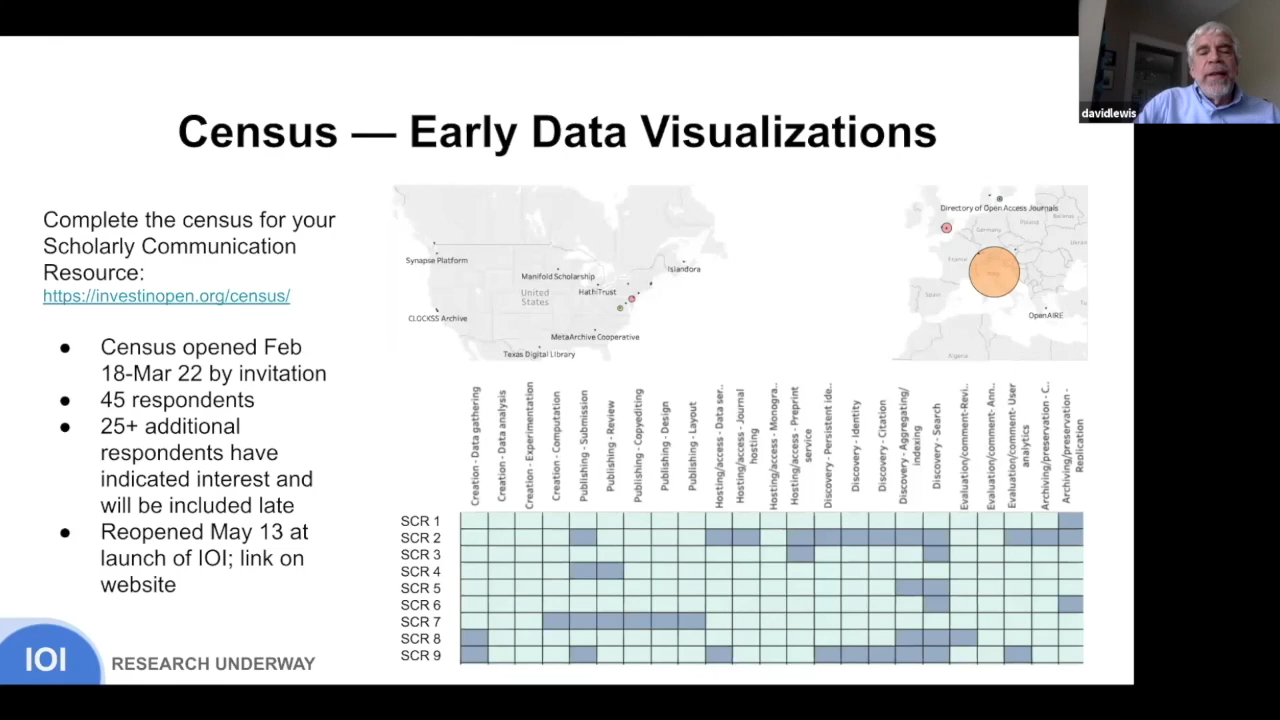 davidlewis
Census — Early Data Visualizations
Complete the census for your
Scholarly Communication
Resource:
https://investinopen.org/census/
● Census opened Feb
18-Mar 22 by invitation
● 45 respondents
● 25+ additional
respondents have
indicated interest and
will be included late
● Reopened May 13 at
launch of IOI; link on
website
Synapse Platform
CLOCKSS Archive
Manifold Scholarship
United
States
HathiTrust
Islandora
MetaArchive Cooperative
Texas Digital Library
Directory of Open Access Journals
Germany
Poland
Belarus
Ukra
France
Italy
Spain
OpenAIRE
Algeria
Creation - Data gathering
Creation - Data analysis
Creation - Experimentation
Creation - Computation
Publishing - Submission
Publishing - Review
Publishing - Copyediting
Publishing - Design
Publishing - Layout
Hosting/access - Data ser..
Hosting/access - Journal
hosting
Hosting/access - Monogra..
Hosting/access - Preprint
service
Discovery - Persistent ide..
Discovery - Identity
Discovery - Citation
Discovery - Aggregating/
indexing
Discovery - Search
Evaluation/comment-Revi..
Evaluation/comment- Ann..
Evaluation/comment- User
analytics
Archiving/preservation - C..
Archiving/preservation -
Replication
SCR 1
SCR 2
SCR 3
SCR 4
SCR 5
SCR 6
SCR 7
SCR 8
SCR 9
IOI
RESEARCH UNDERWAY